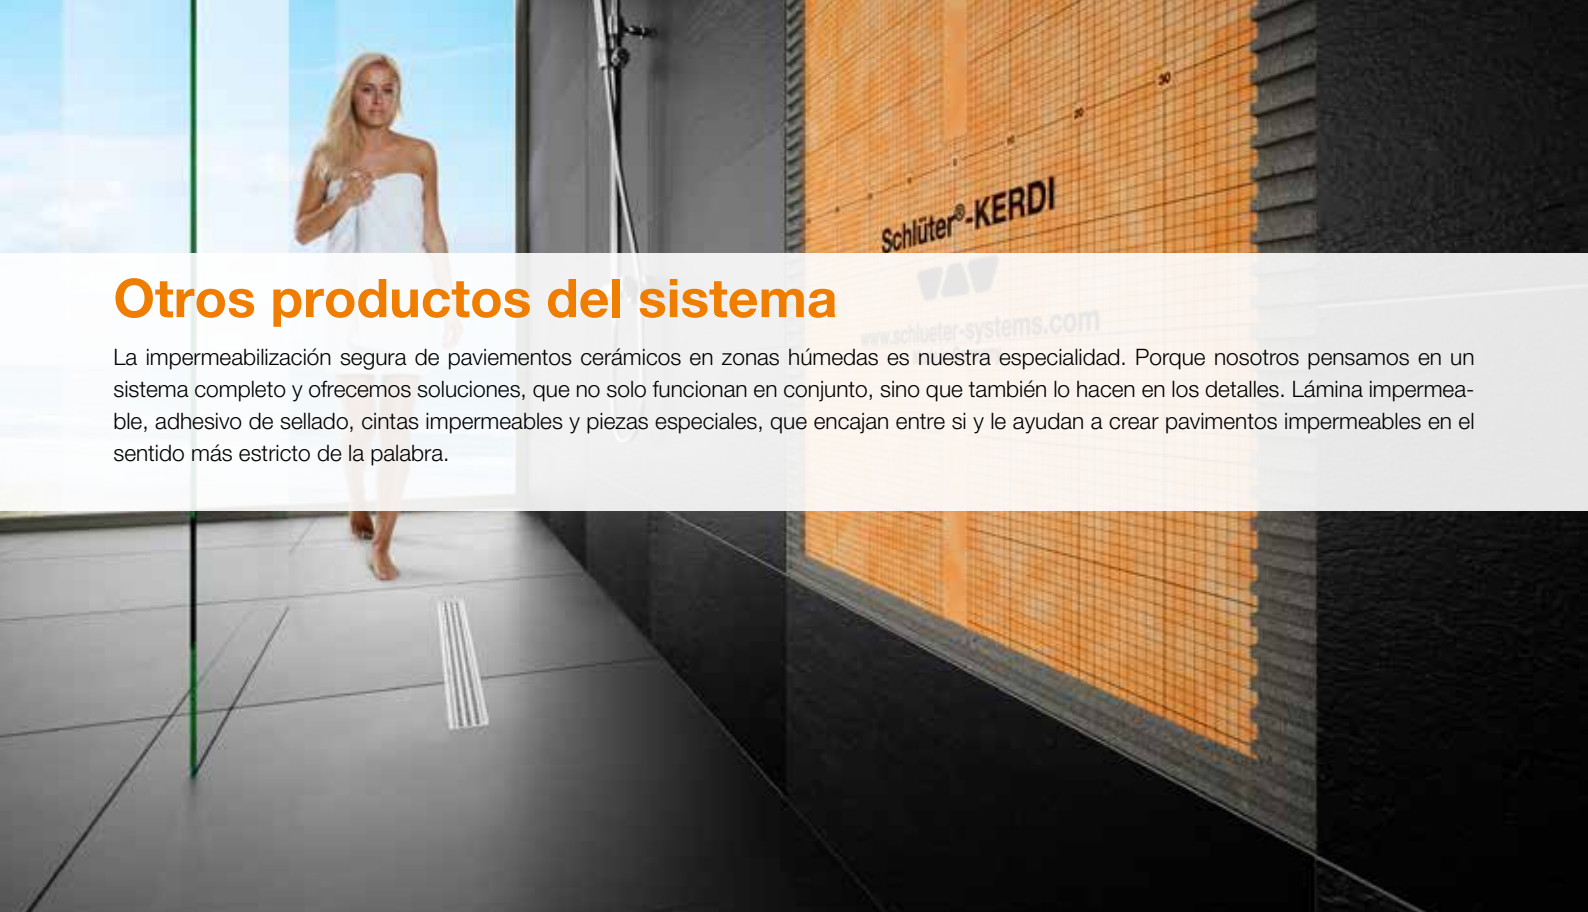 30
20
10
Schlüter®-KERDI
Otros productos del sistema
www.schlueter-systems.com
La impermeabilización segura de paviementos cerámicos en zonas húmedas es nuestra especialidad. Porque nosotros pensamos en un
sistema completo y ofrecemos soluciones, que no solo funcionan en conjunto, sino que también lo hacen en los detalles. Lámina impermea-
ble, adhesivo de sellado, cintas impermeables y piezas especiales, que encajan entre si y le ayudan a crear pavimentos impermeables en el
sentido más estricto de la palabra.